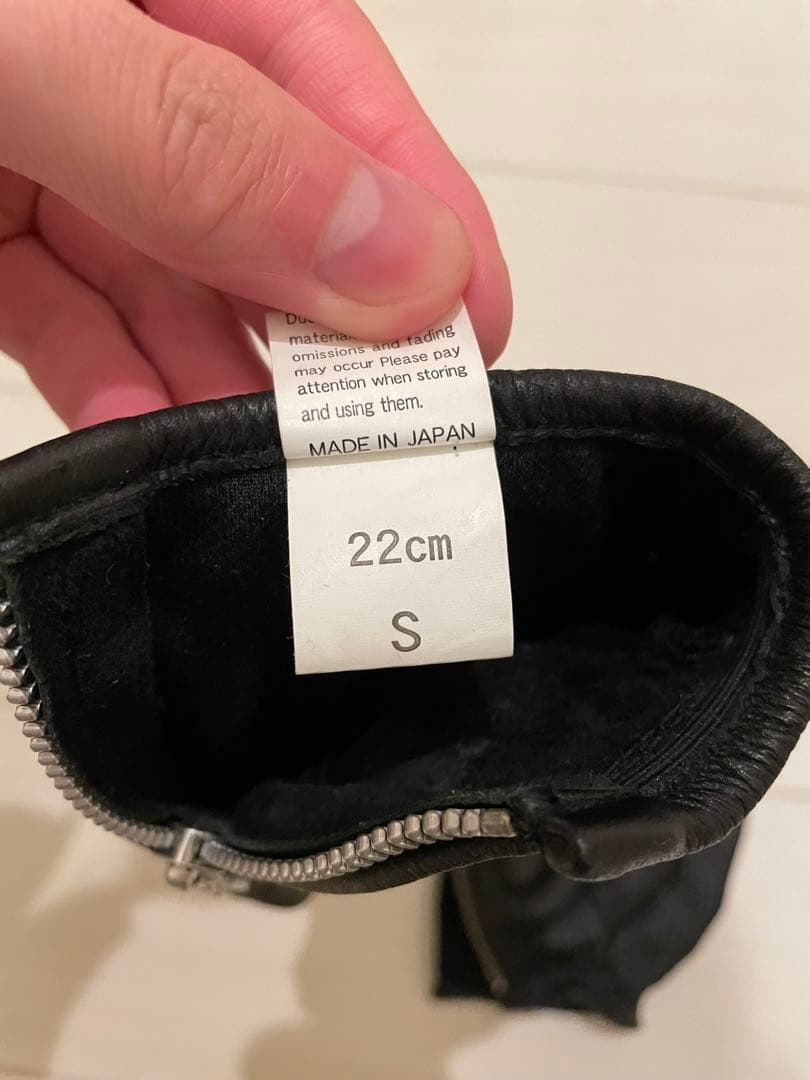 omissions and fading
may occur Please pay
attention when storing
and using them.
MADE IN JAPAN
22cm
S